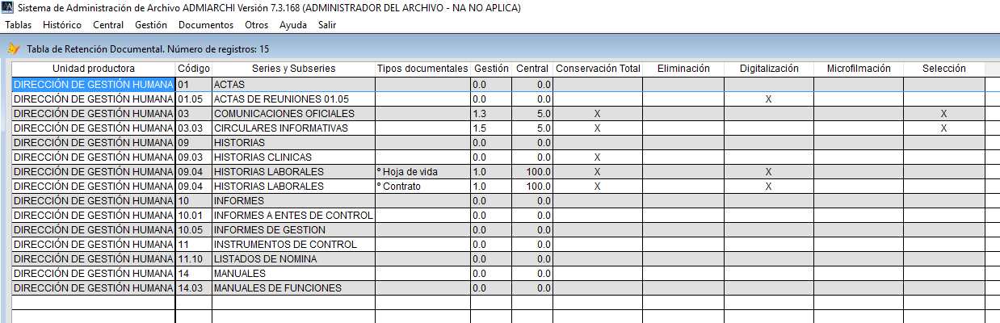 Sistema de Administración de Archivo ADMIARCHI Versión 7.3.168 (ADMINISTRADOR DEL ARCHIVO - NA NO APLICA)
Tablas Histórico Central Gestión Documentos Otros Ayuda Salir
Tabla de Retención Documental. Número de registros: 15
Unidad productora Código Series y Subseries Tipos documentales Gestión Central Conservación Total Eliminación Digitalización Microfilmación Selección
DIRECCIÓN DE GESTIÓN HUMANA 01 ACTAS 0.0 0.0
DIRECCIÓN DE GESTIÓN HUMANA 01.05 ACTAS DE REUNIONES 01.05 0.0 0.0 X
DIRECCIÓN DE GESTIÓN HUMANA 03 COMUNICACIONES OFICIALES 1.3 5.0 X X
DIRECCIÓN DE GESTIÓN HUMANA 03.03 CIRCULARES INFORMATIVAS 1.5 5.0 X X
DIRECCIÓN DE GESTIÓN HUMANA 09 HISTORIAS 0.0 0.0
DIRECCIÓN DE GESTIÓN HUMANA 09.03 HISTORIAS CLINICAS 0.0 0.0 X
DIRECCIÓN DE GESTIÓN HUMANA 09.04 HISTORIAS LABORALES º Hoja de vida 1.0 100.0 X X
DIRECCIÓN DE GESTIÓN HUMANA 09.04 HISTORIAS LABORALES º Contrato 1.0 100.0 X X
DIRECCIÓN DE GESTIÓN HUMANA 10 INFORMES 0.0 0.0
DIRECCIÓN DE GESTIÓN HUMANA 10.01 INFORMES A ENTES DE CONTROL 0.0 0.0
DIRECCIÓN DE GESTIÓN HUMANA 10.05 INFORMES DE GESTION 0.0 0.0
DIRECCIÓN DE GESTIÓN HUMANA 11 INSTRUMENTOS DE CONTROL 0.0 0.0
DIRECCIÓN DE GESTIÓN HUMANA 11.10 LISTADOS DE NOMINA 0.0 0.0
DIRECCIÓN DE GESTIÓN HUMANA 14 MANUALES 0.0 0.0
DIRECCIÓN DE GESTIÓN HUMANA 14.03 MANUALES DE FUNCIONES 0.0 0.0